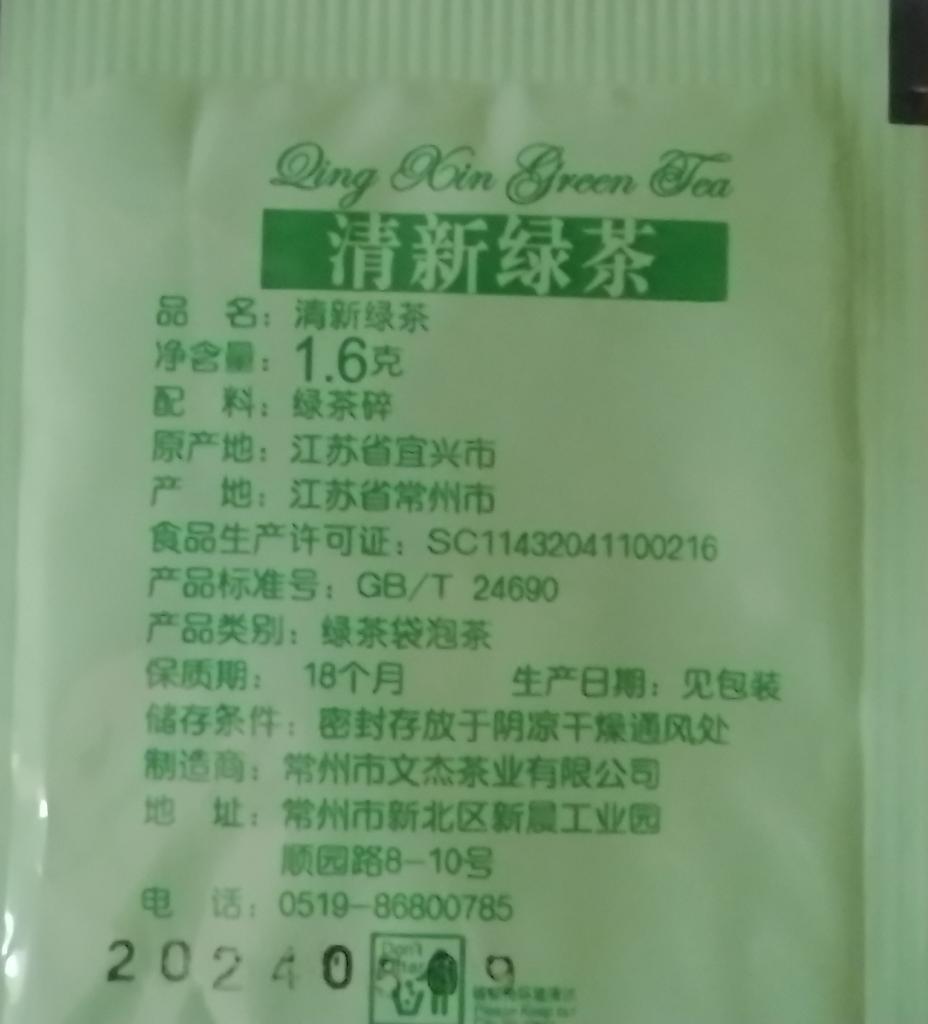 Qing Xin Green Tea
清新绿茶
品 名：清新绿茶
净含量：1.6克
配 料：绿茶碎
原产地：江苏省宜兴市
产 地：江苏省常州市
食品生产许可证：SC11432041100216
产品标准号：GB/T 24690
产品类别：绿茶袋泡茶
保质期： 18个月 生产日期：见包装
储存条件：密封存放于阴凉干燥通风处
制造商：常州市文杰茶业有限公司
地 址：常州市新北区新晨工业园
顺园路8-10号
电 话：0519-86800785
20240 9
Don't